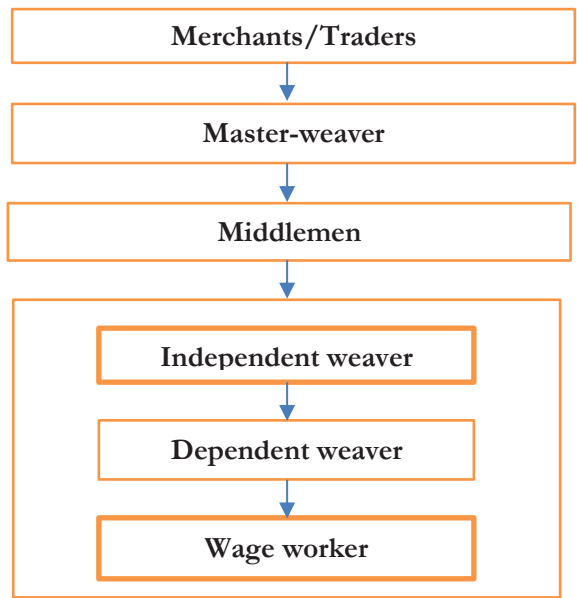 Merchants/Traders
Master-weaver
Middlemen
Independent weaver
Dependent weaver
Wage worker